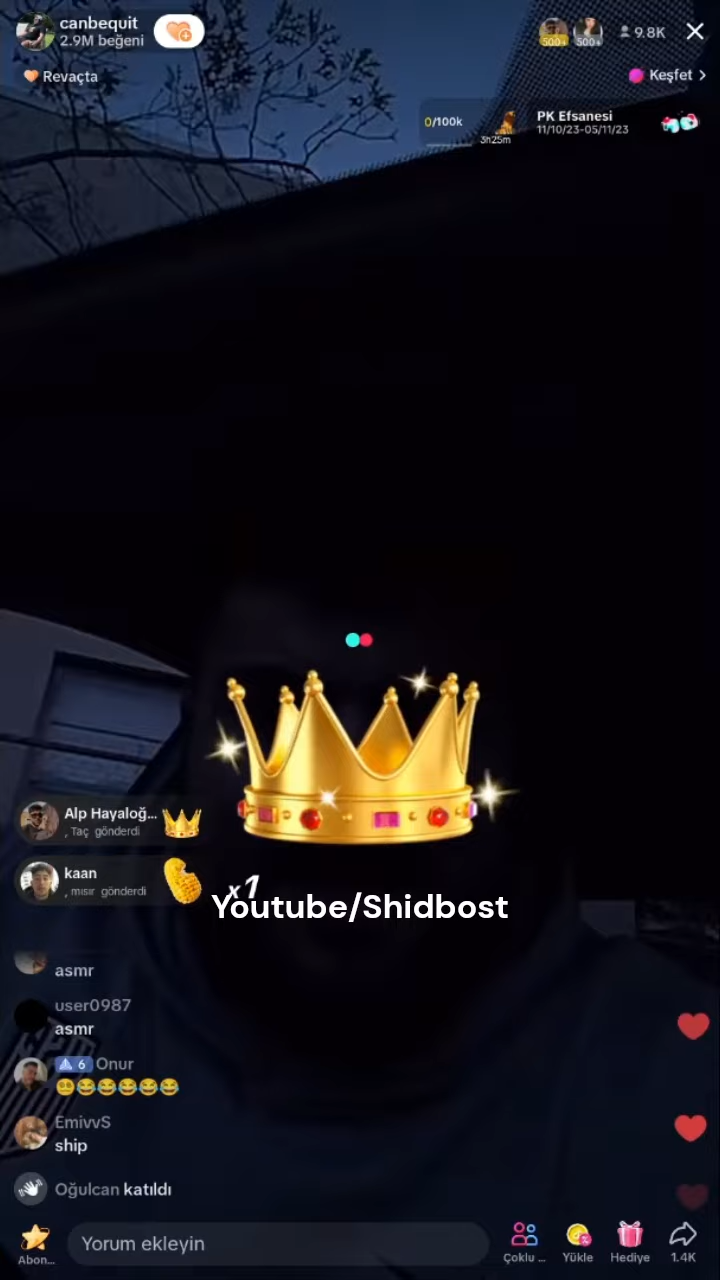 canbequit
2.9M beğeni
500+ 500+
9.8K
Revaçta
Keşfet >
0/100k
3h25m
PK Efsanesi
11/10/23-05/11/23
Alp Hayaloğ...
, Taç gönderdi
kaan
, mısır gönderdi
x1
Youtube/Shidbost
asmr
user0987
asmr
6 Onur
EmivvS
ship
Oğulcan katıldı
Abon...
Yorum ekleyin
Çoklu ...
Yükle
Hediye
1.4K